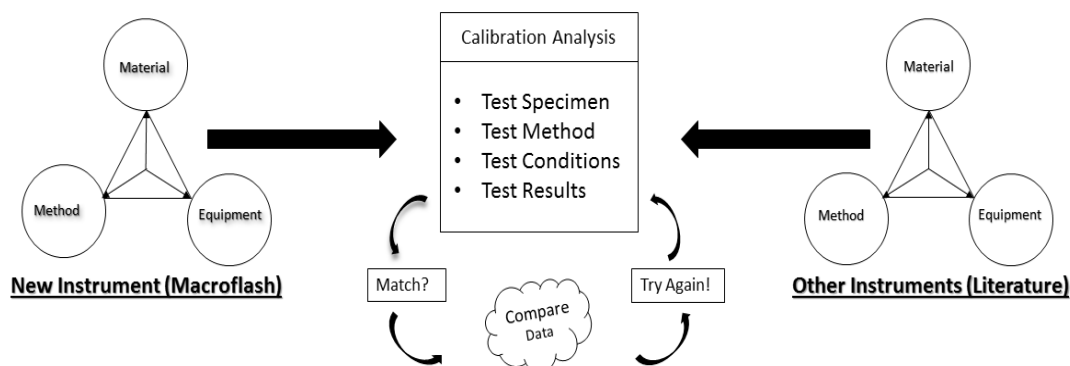 Material
Method
Equipment
New Instrument (Macroflash)
Calibration Analysis
• Test Specimen
• Test Method
• Test Conditions
• Test Results
Match?
Compare
Data
Try Again!
Material
Method
Equipment
Other Instruments (Literature)